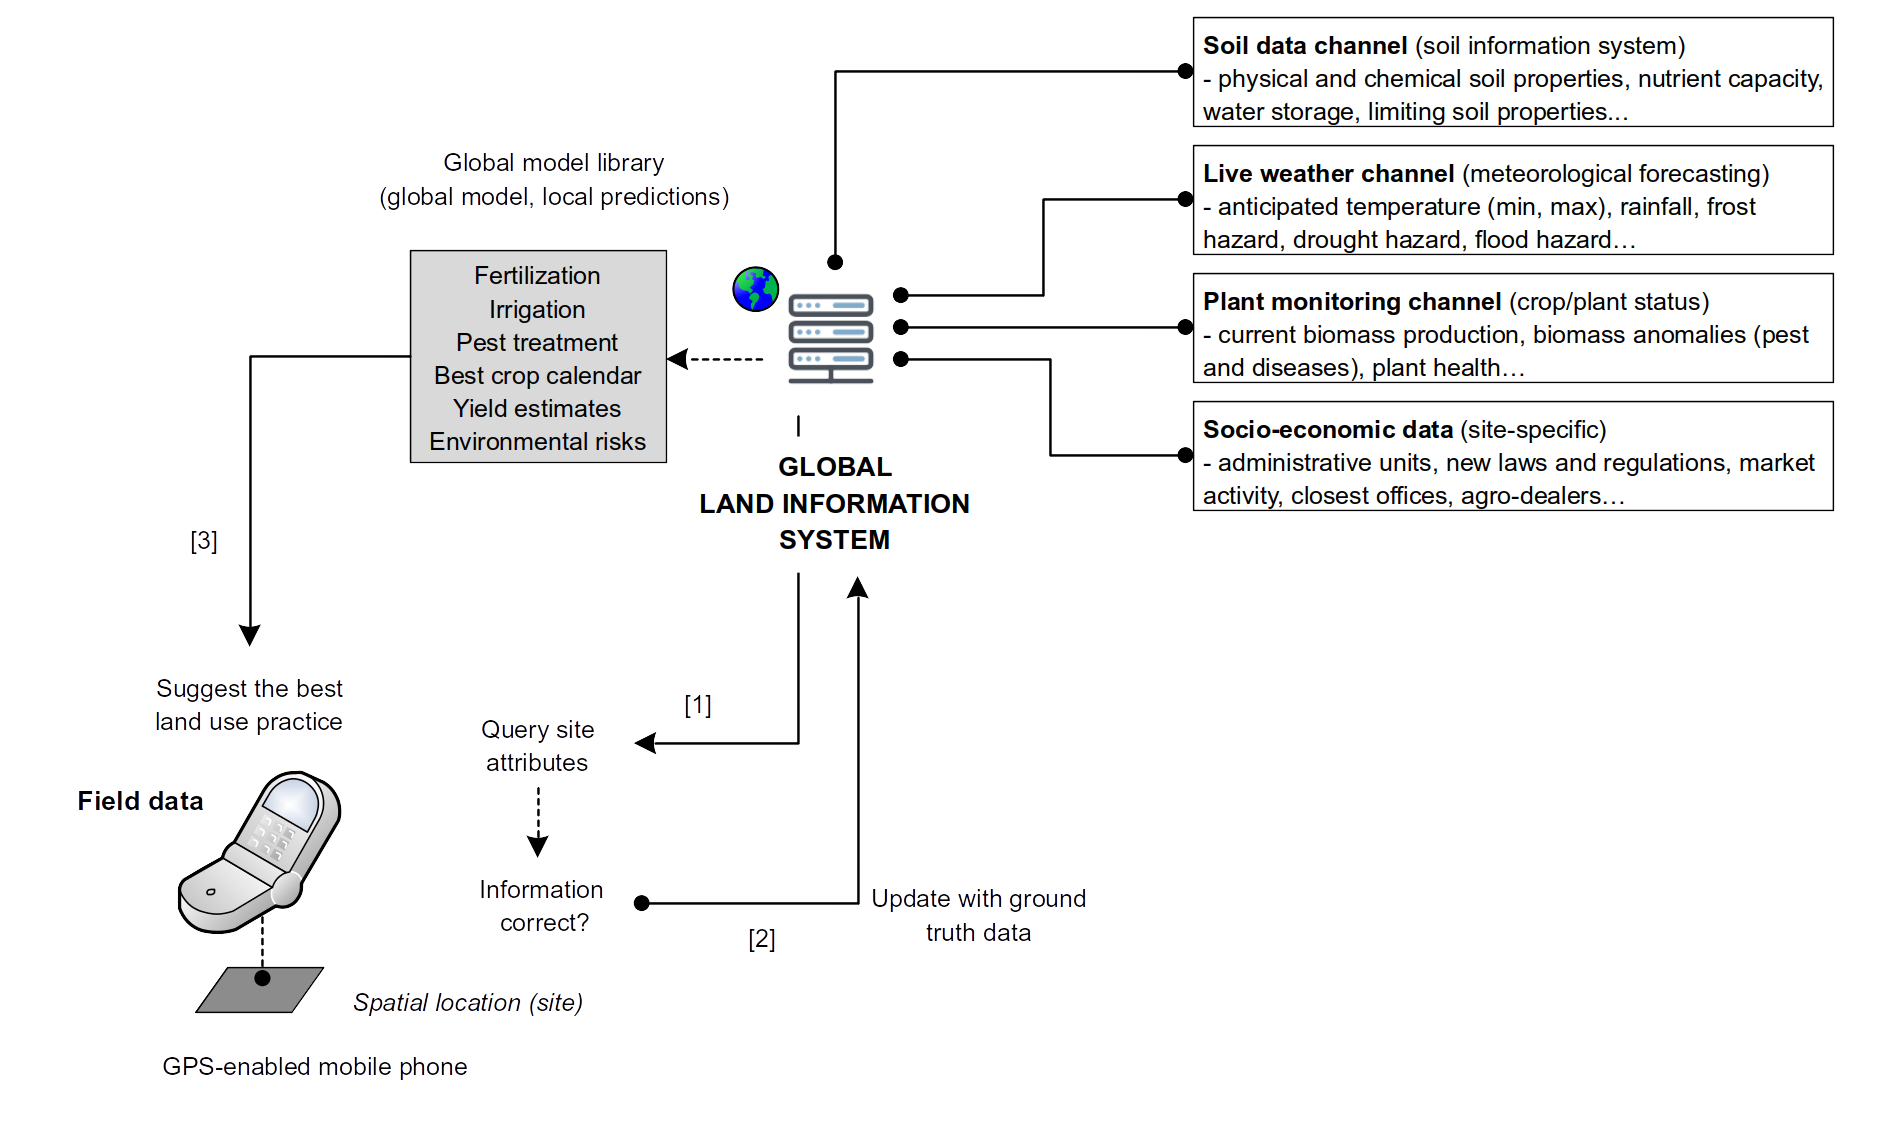 Soil data channel (soil information system)
- physical and chemical soil properties, nutrient capacity,
water storage, limiting soil properties...
Live weather channel (meteorological forecasting)
- anticipated temperature (min, max), rainfall, frost
hazard, drought hazard, flood hazard…
Plant monitoring channel (crop/plant status)
- current biomass production, biomass anomalies (pest
and diseases), plant health…
Socio-economic data (site-specific)
- administrative units, new laws and regulations, market
activity, closest offices, agro-dealers…
Global model library
(global model, local predictions)
Fertilization
Irrigation
Pest treatment
Best crop calendar
Yield estimates
Environmental risks
GLOBAL
LAND INFORMATION
SYSTEM
[3]
Suggest the best
land use practice
[1]
Query site
attributes
Field data
Information
correct?
[2]
Update with ground
truth data
Spatial location (site)
GPS-enabled mobile phone